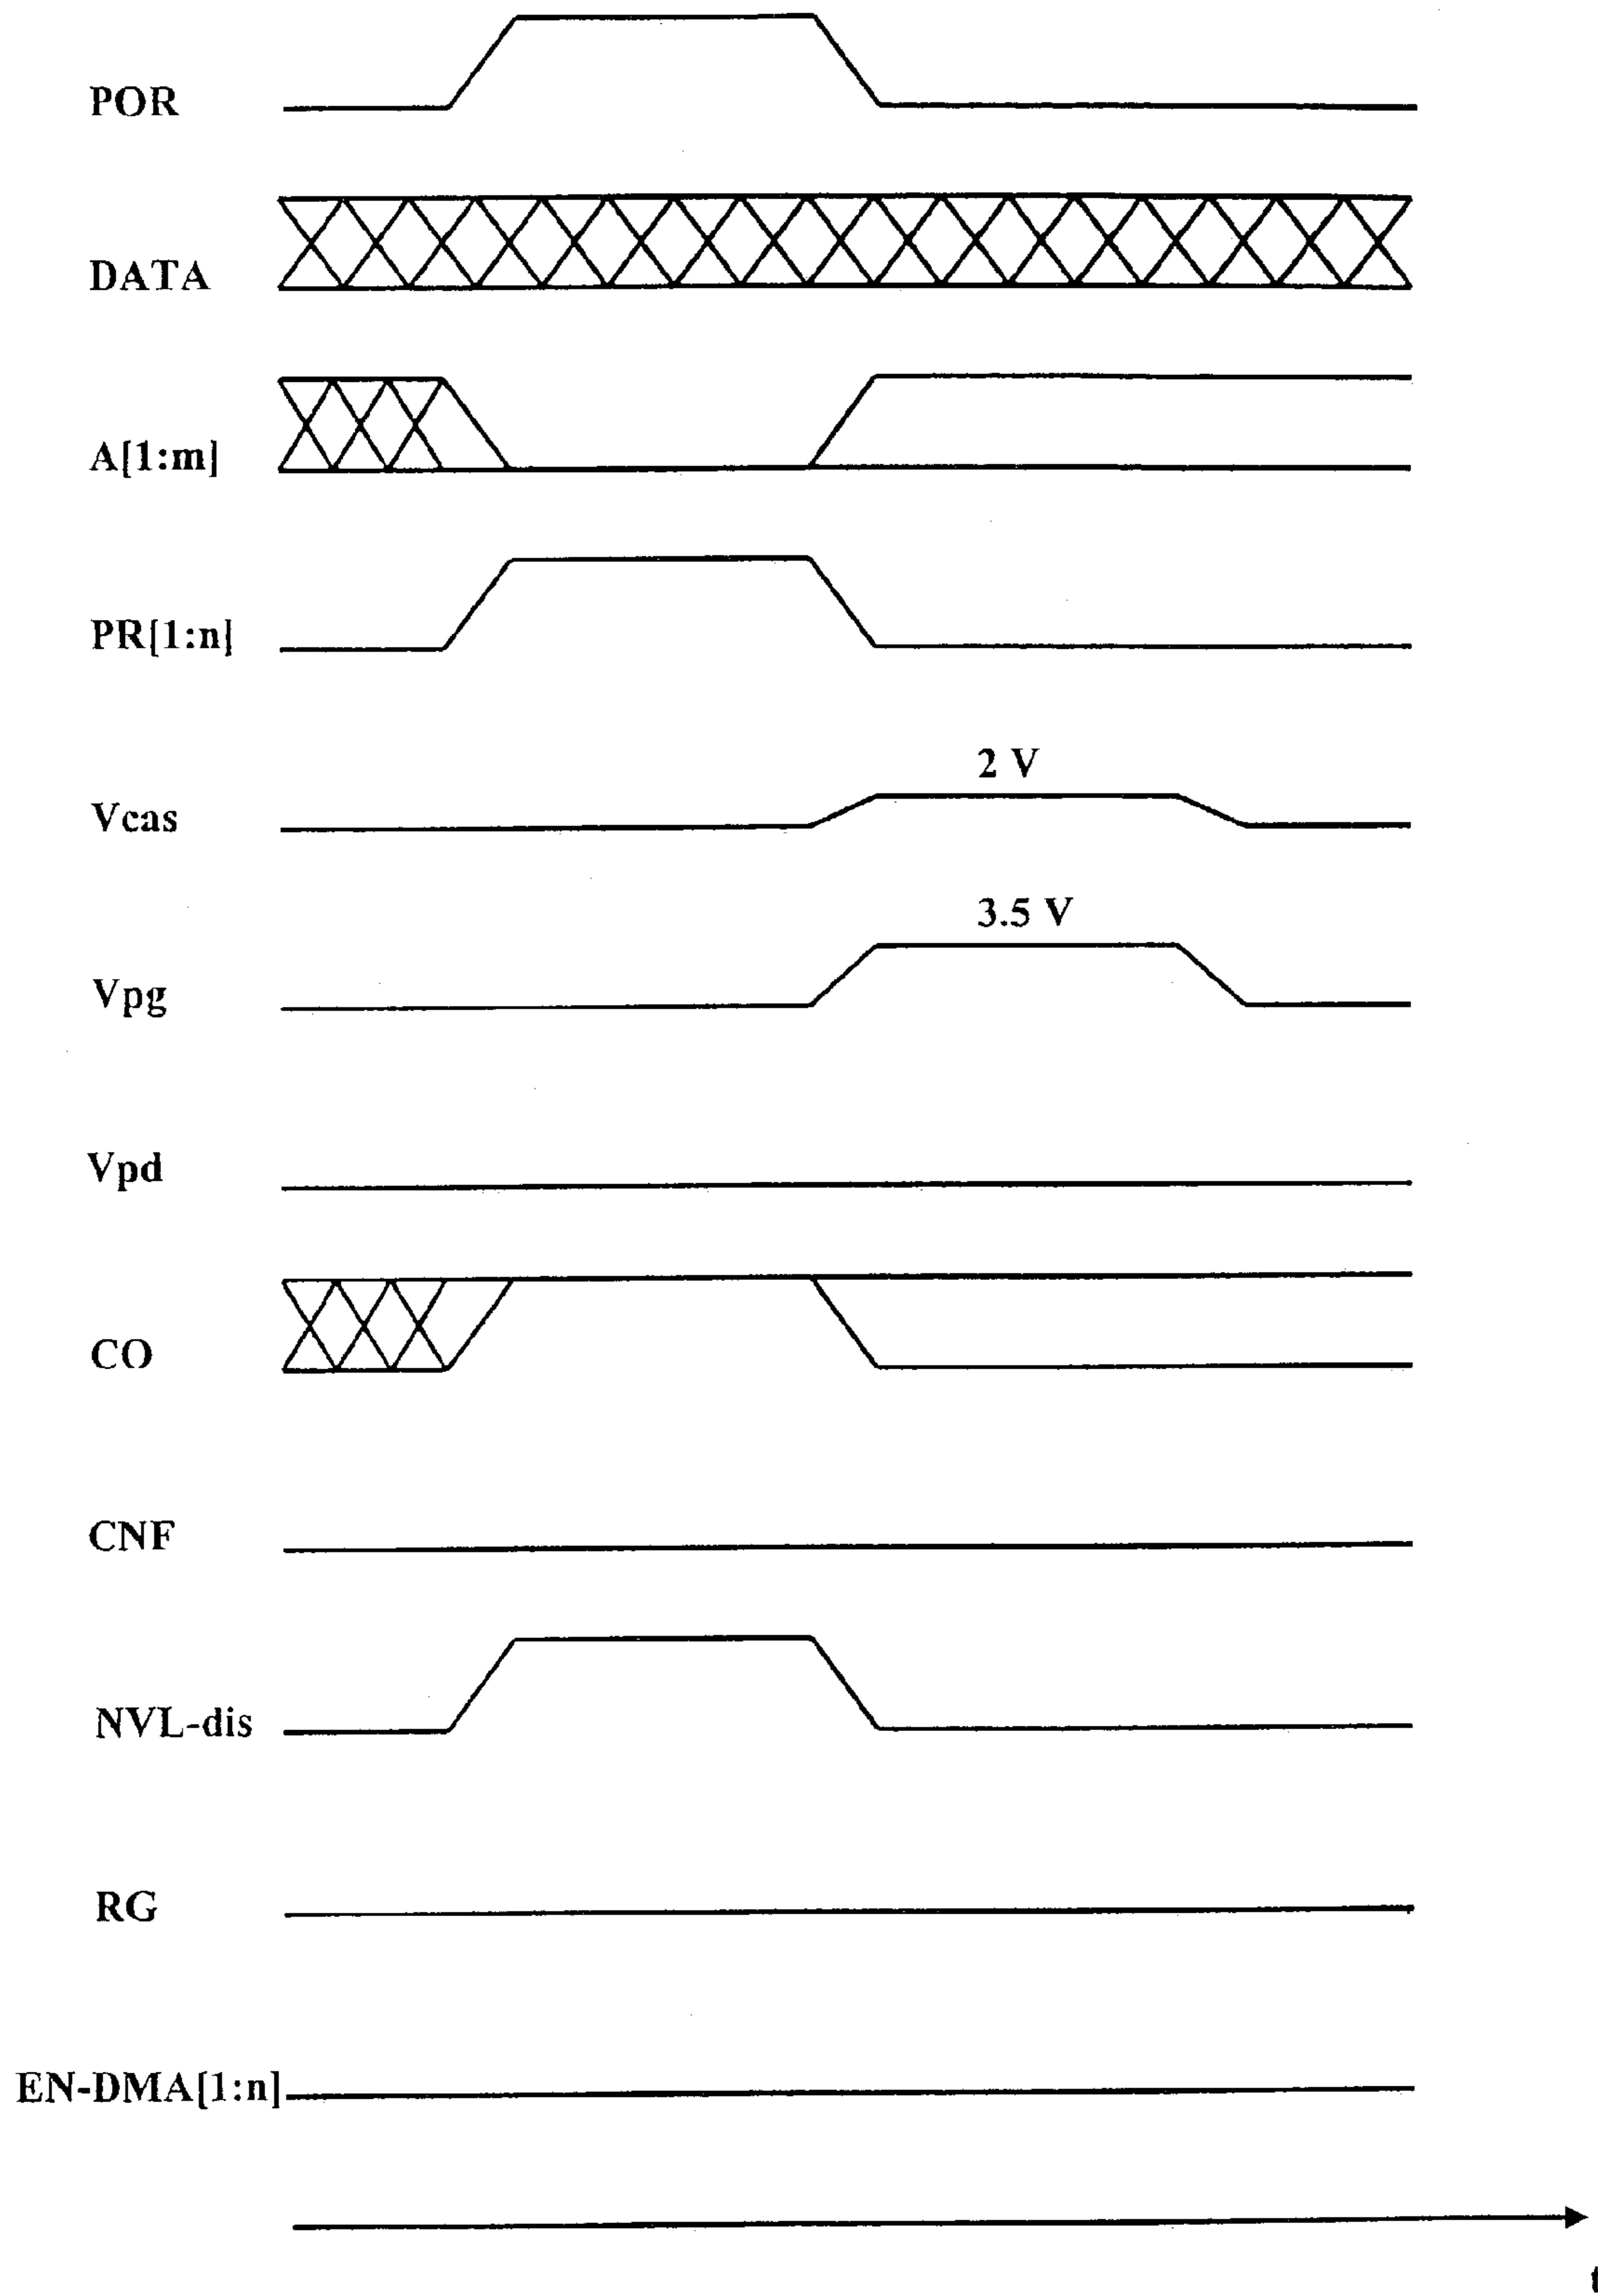 POR
DATA
A[1:m]
PR[1:n]
2 V
Vcas
3.5 V
Vpg
Vpd
CO
CNF
NVL-dis
RG
EN-DMA[1:n]
t